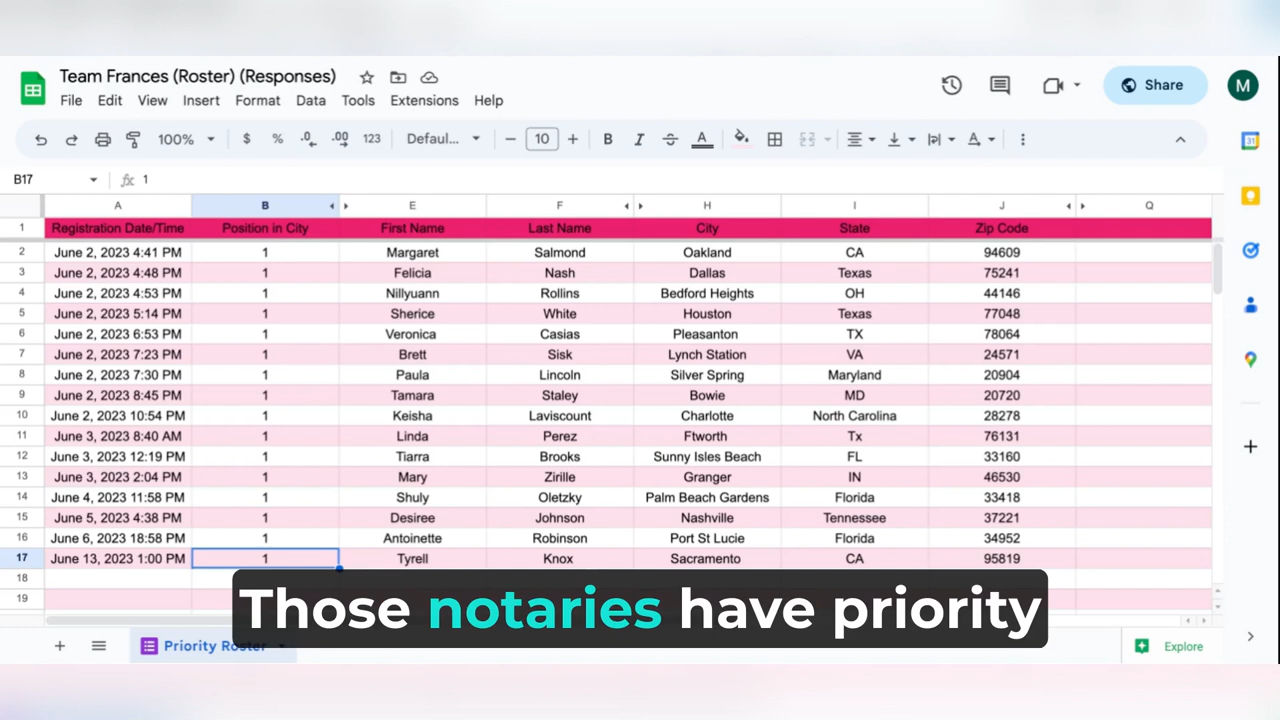 Team Frances (Roster) (Responses)
File Edit View Insert Format Data Tools Extensions Help
Share
M
100% $ % .0 .00 123 Defaul... 10 B I A
31
B17 fx 1
A B E F H I J Q
1 Registration Date/Time Position in City First Name Last Name City State Zip Code
2 June 2, 2023 4:41 PM 1 Margaret Salmond Oakland CA 94609
3 June 2, 2023 4:48 PM 1 Felicia Nash Dallas Texas 75241
4 June 2, 2023 4:53 PM 1 Nillyuann Rollins Bedford Heights OH 44146
5 June 2, 2023 5:14 PM 1 Sherice White Houston Texas 77048
6 June 2, 2023 6:53 PM 1 Veronica Casias Pleasanton TX 78064
7 June 2, 2023 7:23 PM 1 Brett Sisk Lynch Station VA 24571
8 June 2, 2023 7:30 PM 1 Paula Lincoln Silver Spring Maryland 20904
9 June 2, 2023 8:45 PM 1 Tamara Staley Bowie MD 20720
10 June 2, 2023 10:54 PM 1 Keisha Laviscount Charlotte North Carolina 28278
11 June 3, 2023 8:40 AM 1 Linda Perez Ftworth Tx 76131
12 June 3, 2023 12:19 PM 1 Tiarra Brooks Sunny Isles Beach FL 33160
13 June 3, 2023 2:04 PM 1 Mary Zirille Granger IN 46530
14 June 4, 2023 11:58 PM 1 Shuly Oletzky Palm Beach Gardens Florida 33418
15 June 5, 2023 4:38 PM 1 Desiree Johnson Nashville Tennessee 37221
16 June 6, 2023 18:58 PM 1 Antoinette Robinson Port St Lucie Florida 34952
17 June 13, 2023 1:00 PM 1 Tyrell Knox Sacramento CA 95819
18
19
Those notaries have priority
Priority Roster
Explore